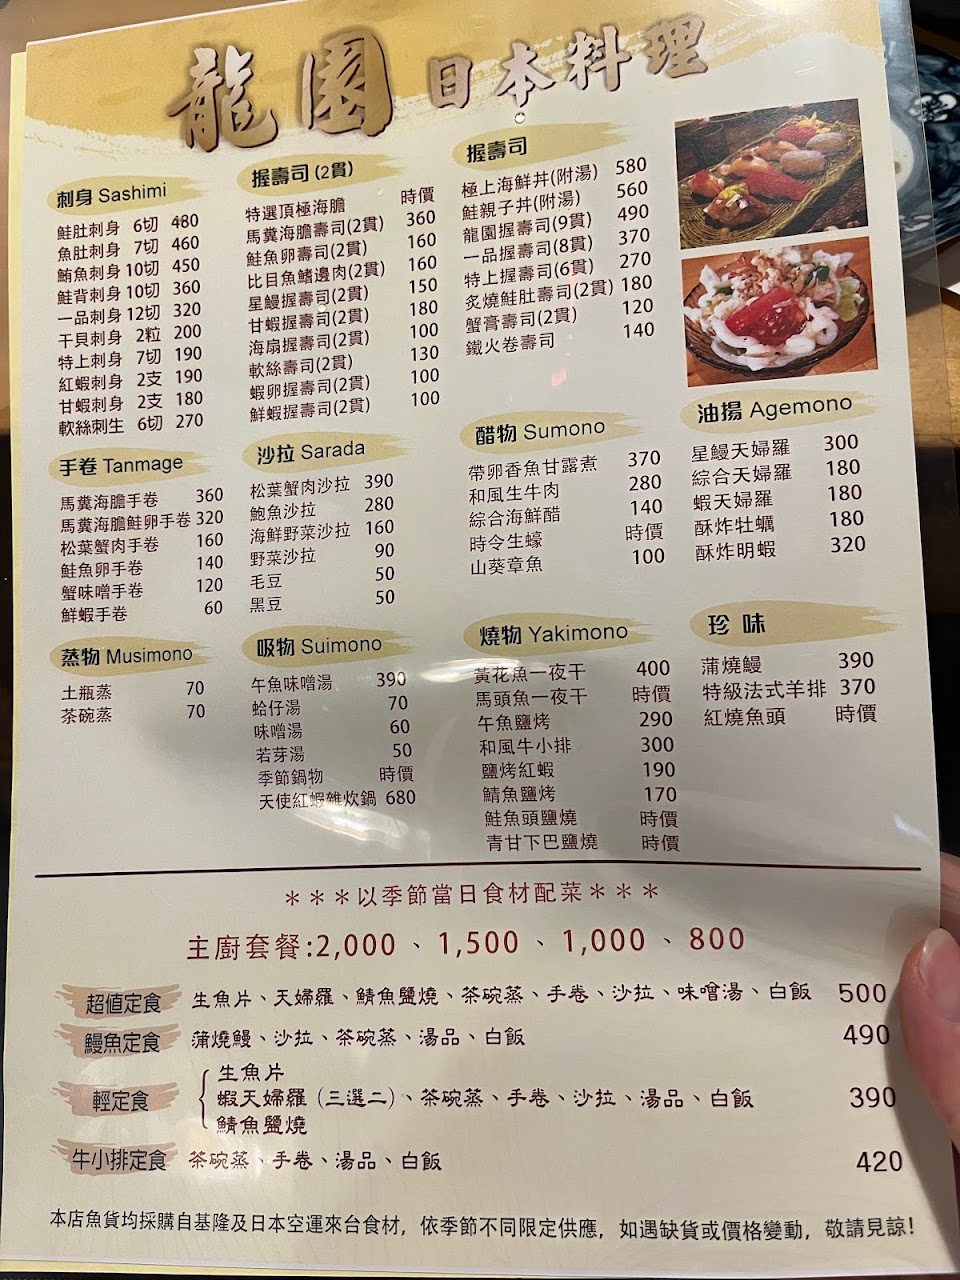 龍園 日本料理
刺身 Sashimi
鮭肚刺身 6切 480
魚肚刺身 7切 460
鮪魚刺身 10切 450
鮭背刺身 10切 360
一品刺身 12切 320
干貝刺身 2粒 200
特上刺身 7切 190
紅蝦刺身 2支 190
甘蝦刺身 2支 180
軟絲刺生 6切 270
握壽司 (2貫)
特選頂極海膽 時價
馬糞海膽壽司(2貫) 360
鮭魚卵壽司(2貫) 160
比目魚鰭邊肉(2貫) 160
星鰻握壽司(2貫) 150
甘蝦握壽司(2貫) 180
海扇握壽司(2貫) 100
軟絲壽司(2貫) 130
蝦卵握壽司(2貫) 100
鮮蝦握壽司(2貫) 100
握壽司
極上海鮮丼(附湯) 580
鮭親子丼(附湯) 560
龍園握壽司(9貫) 490
一品握壽司(8貫) 370
特上握壽司(6貫) 270
炙燒鮭肚壽司(2貫) 180
蟹膏壽司(2貫) 120
鐵火卷壽司 140
手卷 Tanmage
馬糞海膽手卷 360
馬糞海膽鮭卵手卷 320
松葉蟹肉手卷 160
鮭魚卵手卷 140
蟹味噌手卷 120
鮮蝦手卷 60
沙拉 Sarada
松葉蟹肉沙拉 390
鮑魚沙拉 280
海鮮野菜沙拉 160
野菜沙拉 90
毛豆 50
黑豆 50
醋物 Sumono
帶卵香魚甘露煮 370
和風生牛肉 280
綜合海鮮醋 140
時令生蠔 時價
山葵章魚 100
油揚 Agemono
星鰻天婦羅 300
綜合天婦羅 180
蝦天婦羅 180
酥炸牡蠣 180
酥炸明蝦 320
蒸物 Musimono
土瓶蒸 70
茶碗蒸 70
吸物 Suimono
午魚味噌湯 390
蛤仔湯 70
味噌湯 60
若芽湯 50
季節鍋物 時價
天使紅蝦雜炊鍋 680
燒物 Yakimono
黃花魚一夜干 400
馬頭魚一夜干 時價
午魚鹽烤 290
和風牛小排 300
鹽烤紅蝦 190
鯖魚鹽烤 170
鮭魚頭鹽燒 時價
青甘下巴鹽燒 時價
珍味
蒲燒鰻 390
特級法式羊排 370
紅燒魚頭 時價
＊＊＊以季節當日食材配菜＊＊＊
主廚套餐:2,000、1,500、1,000、800
超值定食 生魚片、天婦羅、鯖魚鹽燒、茶碗蒸、手卷、沙拉、味噌湯、白飯 500
鰻魚定食 蒲燒鰻、沙拉、茶碗蒸、湯品、白飯 490
生魚片
輕定食 蝦天婦羅 (三選二)、茶碗蒸、手卷、沙拉、湯品、白飯 390
鯖魚鹽燒
牛小排定食 茶碗蒸、手卷、湯品、白飯 420
本店魚貨均採購自基隆及日本空運來台食材，依季節不同限定供應，如遇缺貨或價格變動，敬請見諒！